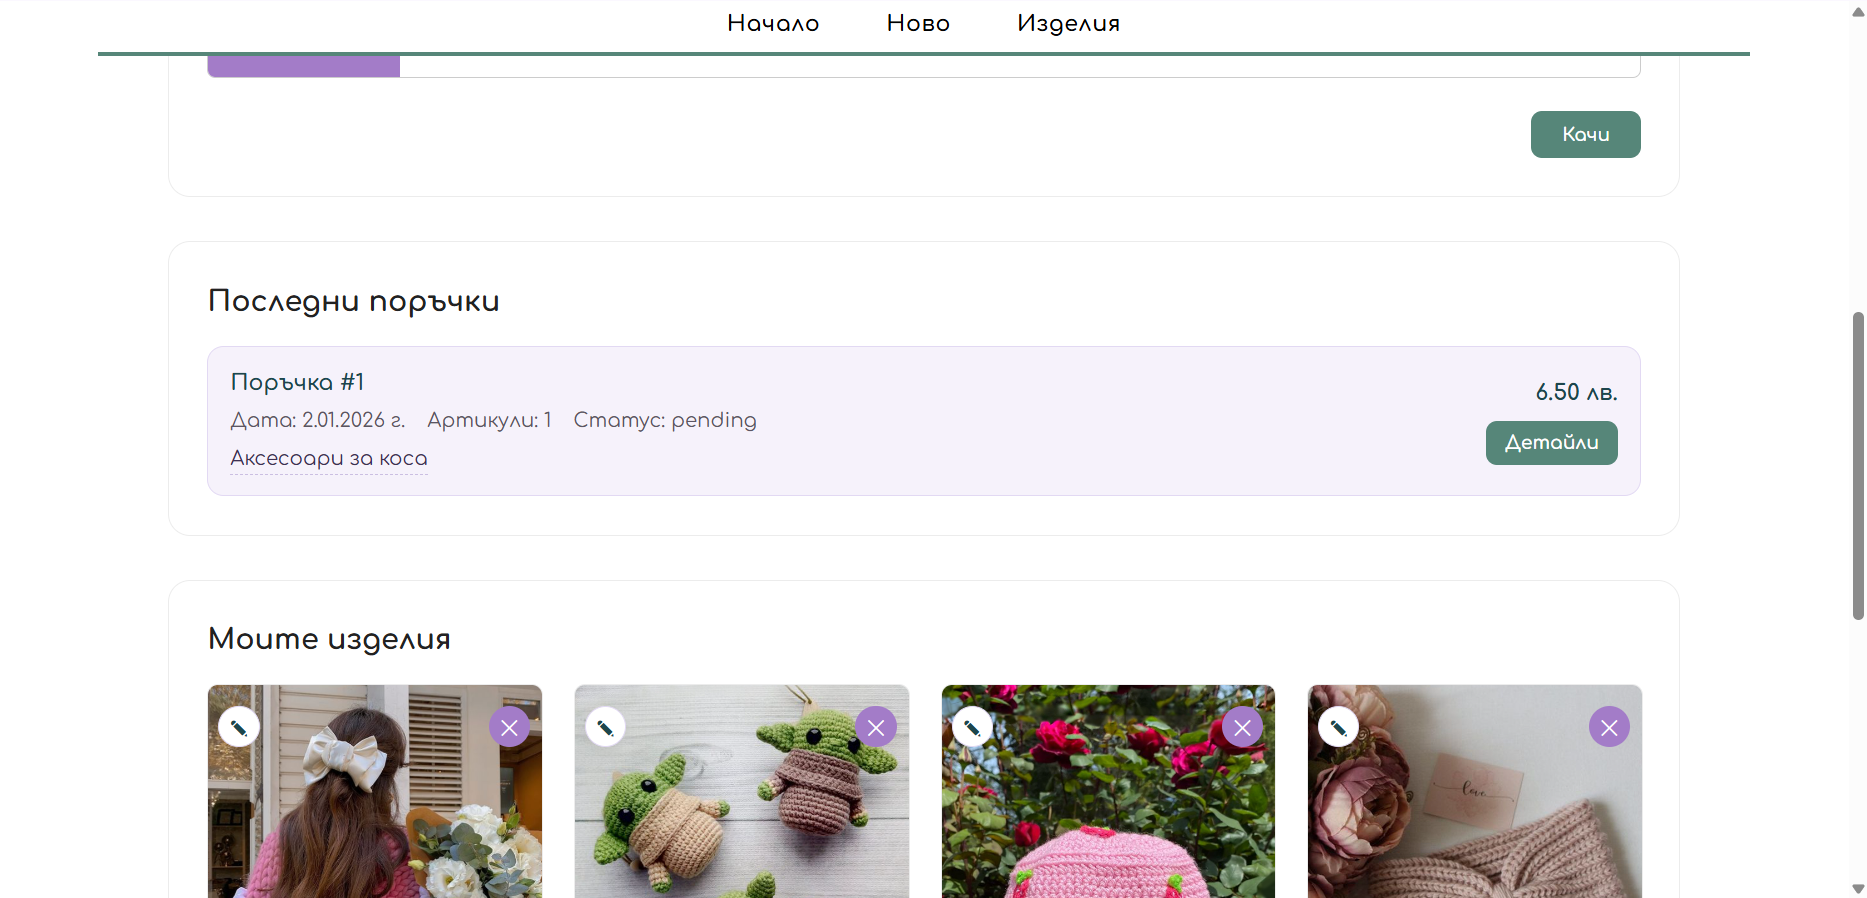 Начало Ново Изделия
Качи
Последни поръчки
Поръчка #1
6.50 лв.
Дата: 2.01.2026 г. Артикули: 1 Статус: pending
Детайли
Аксесоари за коса
Моите изделия
love